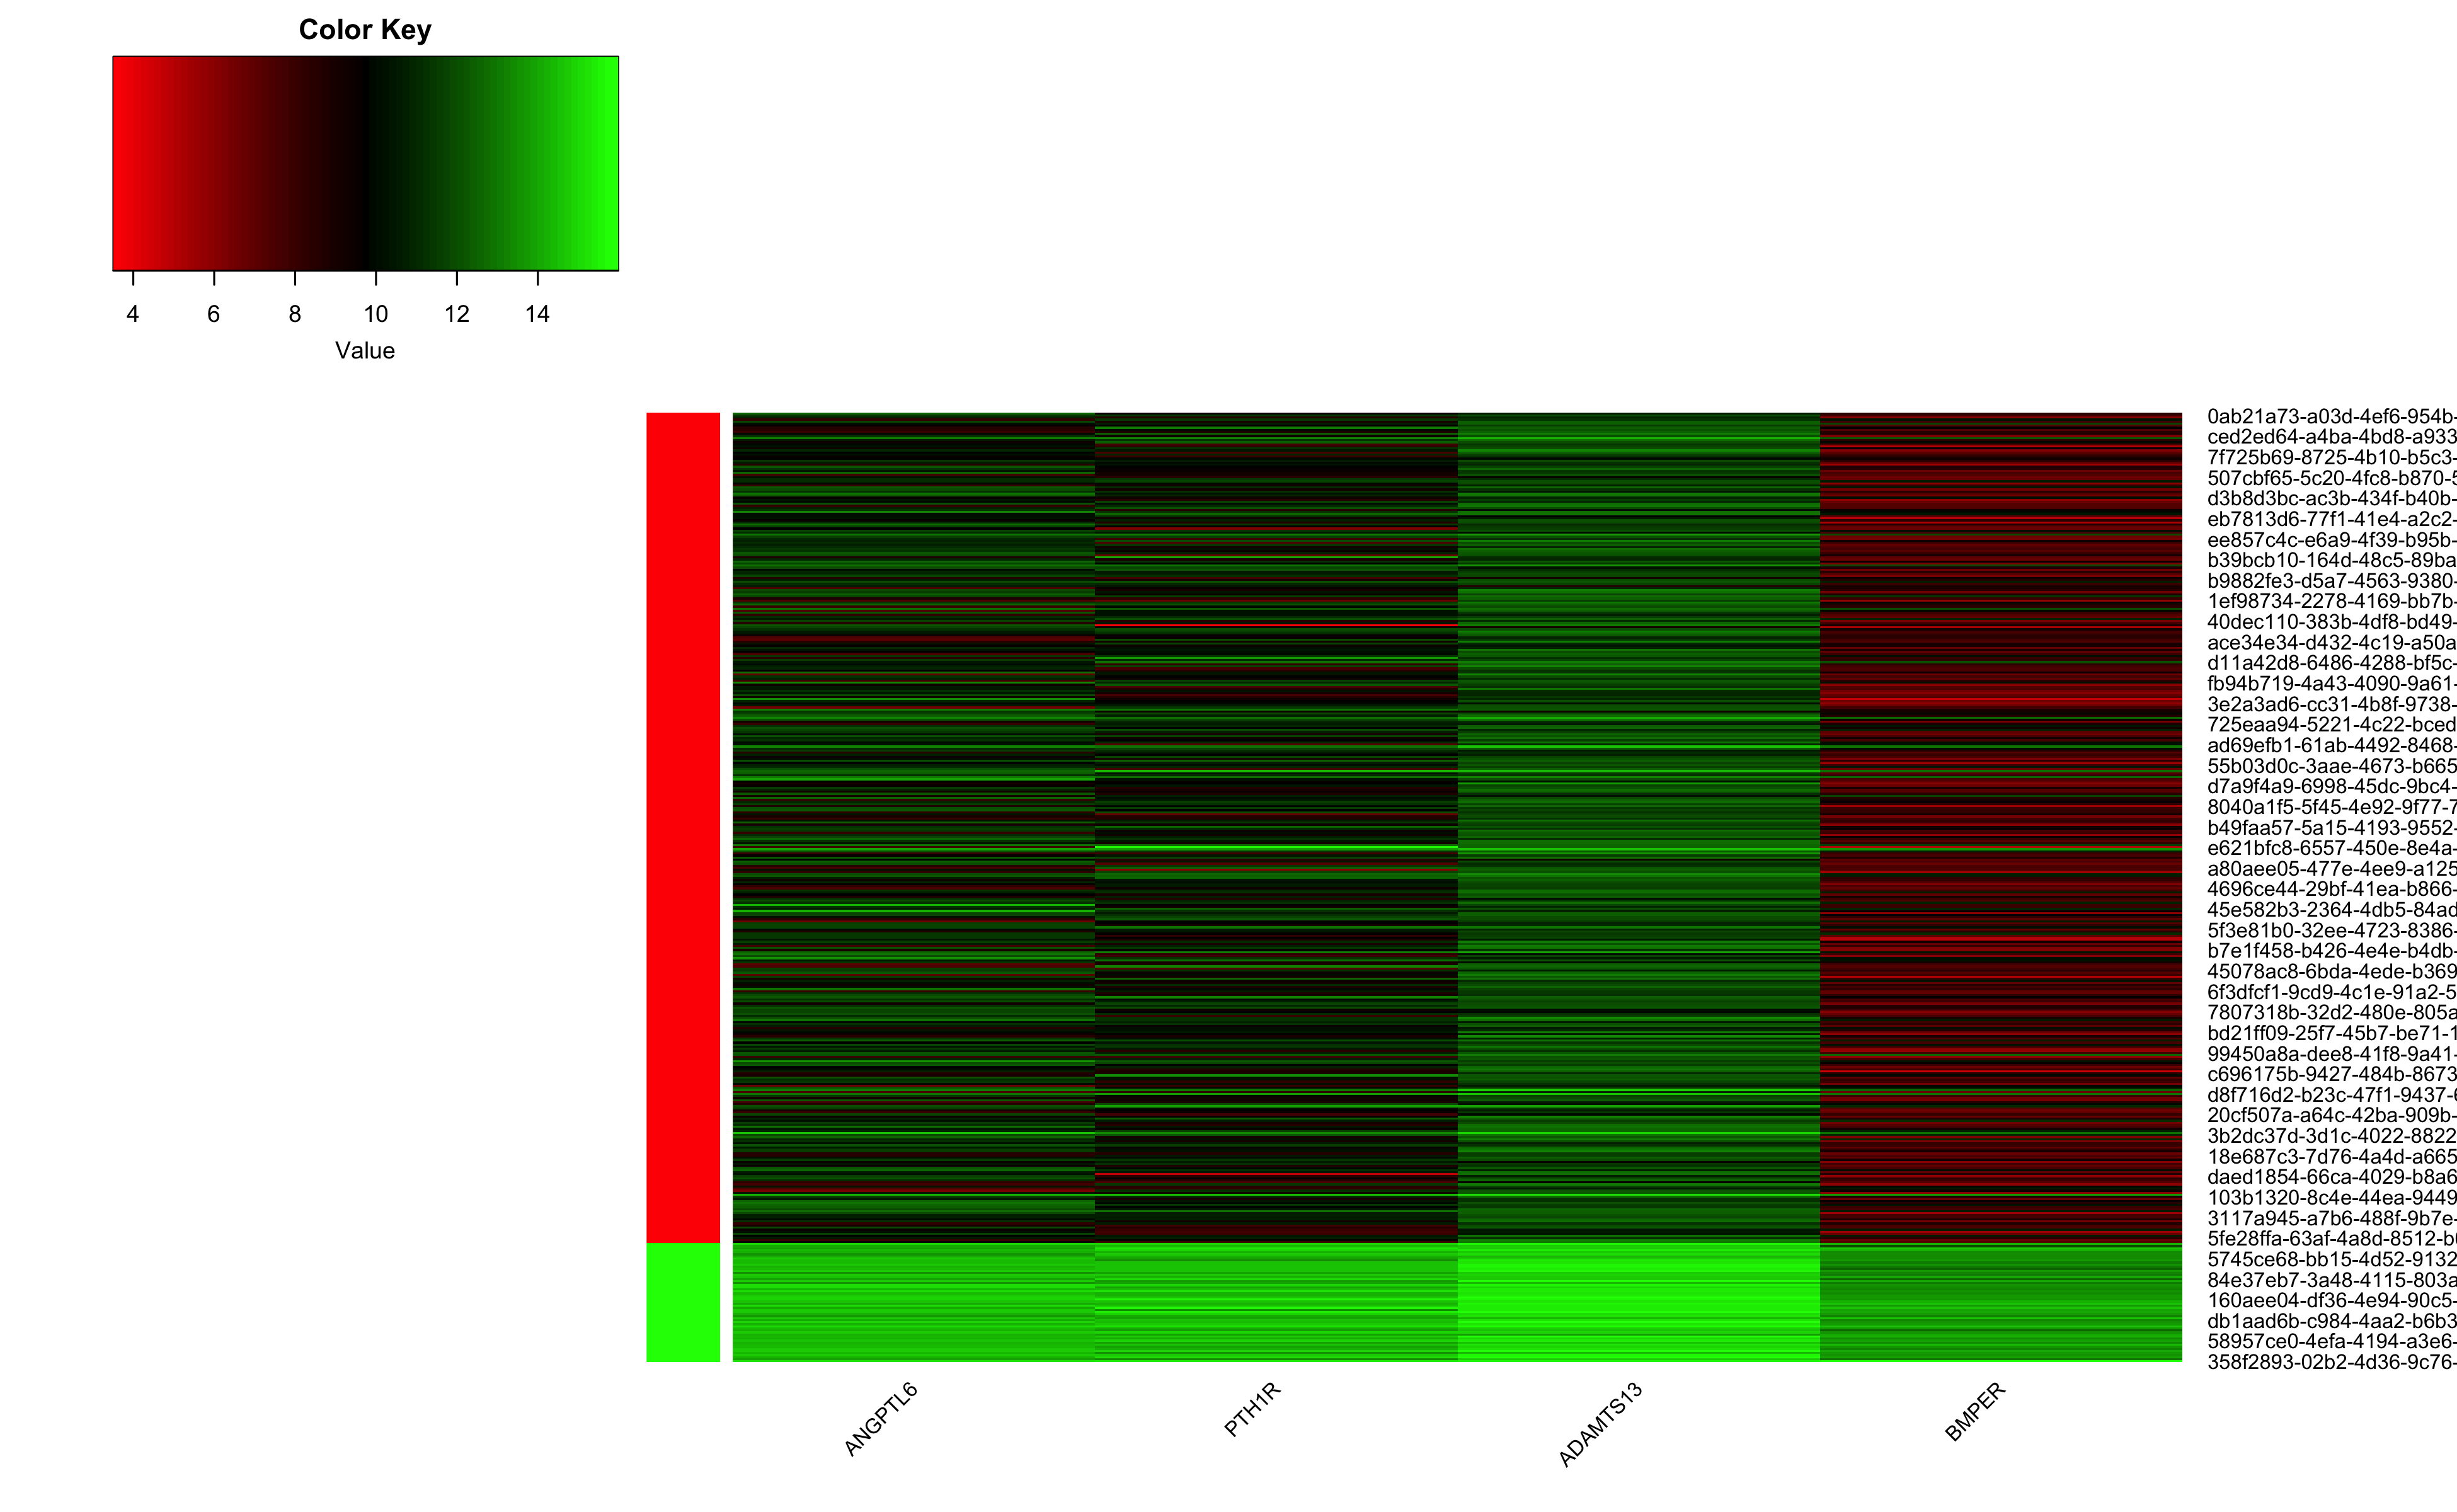 Color Key
4 6 8 10 12 14
Value
0ab21a73-a03d-4ef6-954b-
ced2ed64-a4ba-4bd8-a933
7f725b69-8725-4b10-b5c3-
507cbf65-5c20-4fc8-b870-5
d3b8d3bc-ac3b-434f-b40b-
eb7813d6-77f1-41e4-a2c2-
ee857c4c-e6a9-4f39-b95b-
b39bcb10-164d-48c5-89ba
b9882fe3-d5a7-4563-9380-
1ef98734-2278-4169-bb7b-
40dec110-383b-4df8-bd49-
ace34e34-d432-4c19-a50a
d11a42d8-6486-4288-bf5c-
fb94b719-4a43-4090-9a61-
3e2a3ad6-cc31-4b8f-9738-
725eaa94-5221-4c22-bced
ad69efb1-61ab-4492-8468-
55b03d0c-3aae-4673-b665
d7a9f4a9-6998-45dc-9bc4-
8040a1f5-5f45-4e92-9f77-7
b49faa57-5a15-4193-9552-
e621bfc8-6557-450e-8e4a-
a80aee05-477e-4ee9-a125
4696ce44-29bf-41ea-b866-
45e582b3-2364-4db5-84ad
5f3e81b0-32ee-4723-8386-
b7e1f458-b426-4e4e-b4db-
45078ac8-6bda-4ede-b369
6f3dfcf1-9cd9-4c1e-91a2-5
7807318b-32d2-480e-805a
bd21ff09-25f7-45b7-be71-1
99450a8a-dee8-41f8-9a41-
c696175b-9427-484b-8673
d8f716d2-b23c-47f1-9437-6
20cf507a-a64c-42ba-909b-
3b2dc37d-3d1c-4022-8822
18e687c3-7d76-4a4d-a665
daed1854-66ca-4029-b8a6
103b1320-8c4e-44ea-9449
3117a945-a7b6-488f-9b7e-
5fe28ffa-63af-4a8d-8512-b0
5745ce68-bb15-4d52-9132
84e37eb7-3a48-4115-803a
160aee04-df36-4e94-90c5-
db1aad6b-c984-4aa2-b6b3
58957ce0-4efa-4194-a3e6-
358f2893-02b2-4d36-9c76-
ANGPTL6 PTH1R ADAMTS13 BMPER